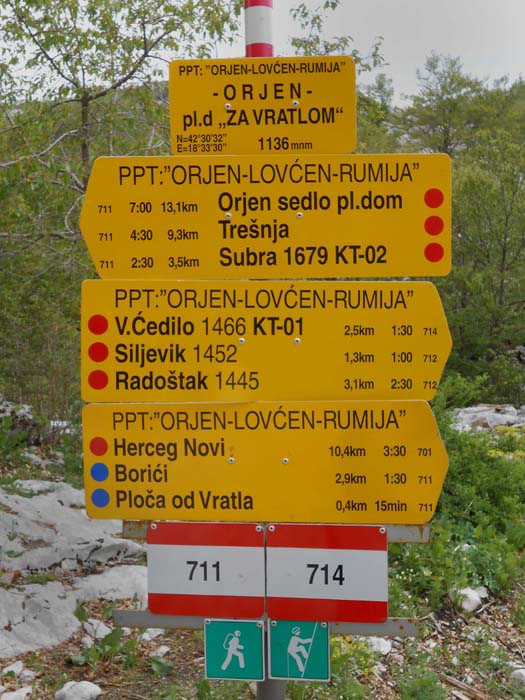 PPT: "ORJEN-LOVĆEN-RUMIJA"
- O R J E N -
pl.d „ZA VRATLOM“
N=42°30'32"
E=18°33'30" 1136 mnm
PPT:"ORJEN-LOVĆEN-RUMIJA"
711 7:00 13,1km Orjen sedlo pl.dom
711 4:30 9,3km Trešnja
711 2:30 3,5km Subra 1679 KT-02
PPT:"ORJEN-LOVĆEN-RUMIJA"
V.Ćedilo 1466 KT-01 2,5km 1:30 714
Siljevik 1452 1,3km 1:00 712
Radoštak 1445 3,1km 2:30 712
PPT:"ORJEN-LOVĆEN-RUMIJA"
Herceg Novi 10,4km 3:30 701
Borići 2,9km 1:30 711
Ploča od Vratla 0,4km 15min 711
711 714